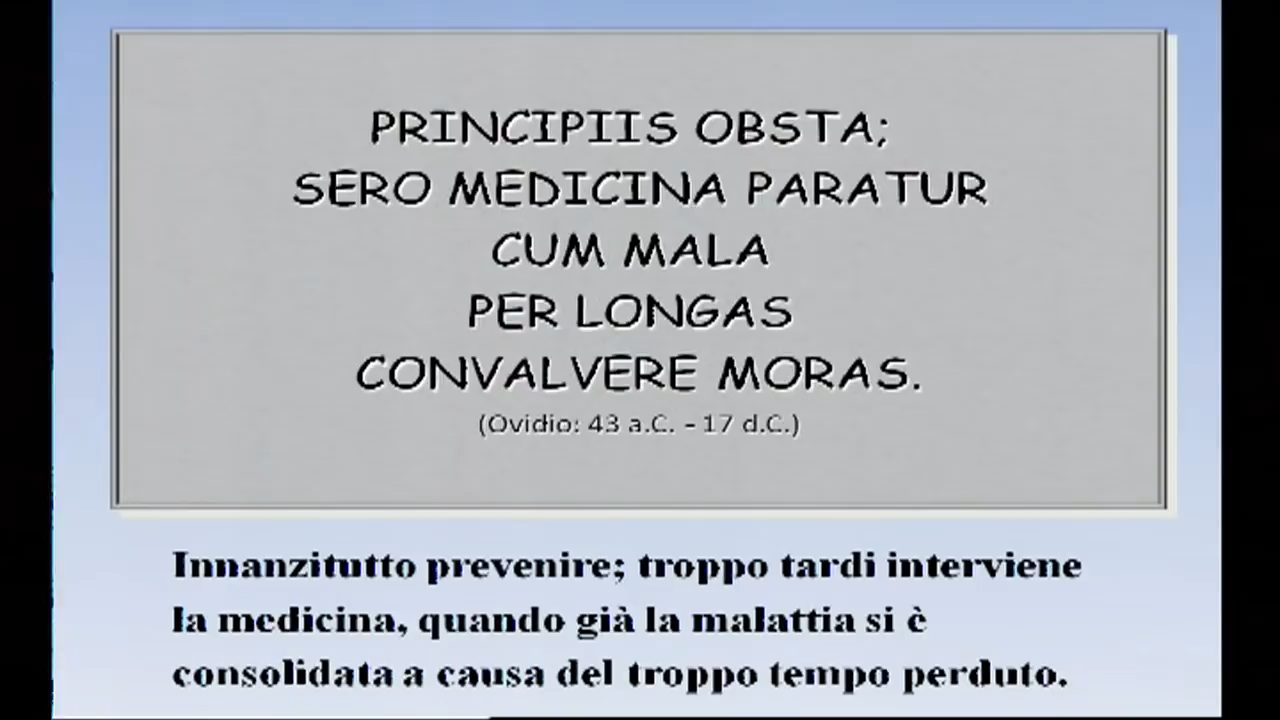 PRINCIPIIS OBSTA;
SERO MEDICINA PARATUR
CUM MALA
PER LONGAS
CONVALVERE MORAS.
(Ovidio: 43 a.C. - 17 d.C.)
Innanzitutto prevenire; troppo tardi interviene
la medicina, quando già la malattia si è
consolidata a causa del troppo tempo perduto.